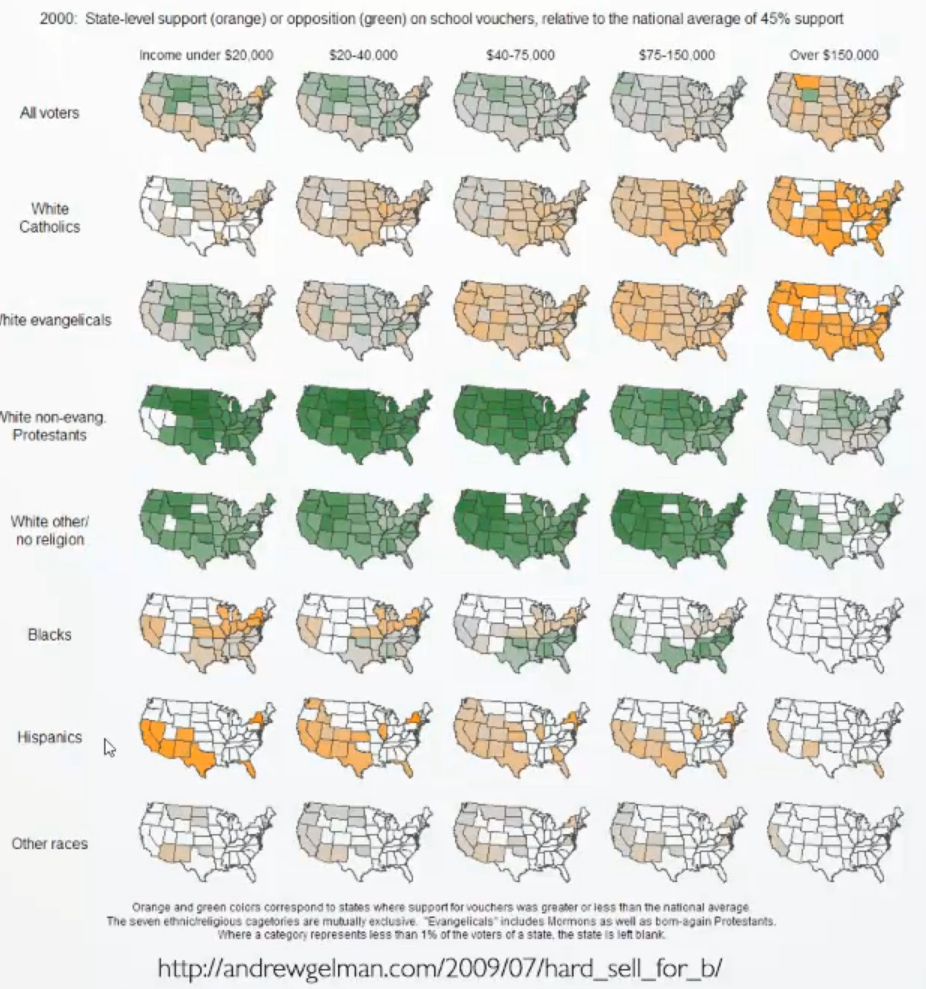 2000: State-level support (orange) or opposition (green) on school vouchers, relative to the national average of 45% support
Income under $20,000 $20-40,000 $40-75,000 $75-150,000 Over $150,000
All voters
White
Catholics
hite evangelicals
White non-evang.
Protestants
White other/
no religion
Blacks
Hispanics
Other races
Orange and green colors correspond to states where support for vouchers was greater or less than the national average.
The seven ethnic/religious cagetories are mutually exclusive. "Evangelicals" includes Mormons as well as born-again Protestants.
Where a category represents less than 1% of the voters of a state, the state is left blank.
http://andrewgelman.com/2009/07/hard_sell_for_b/